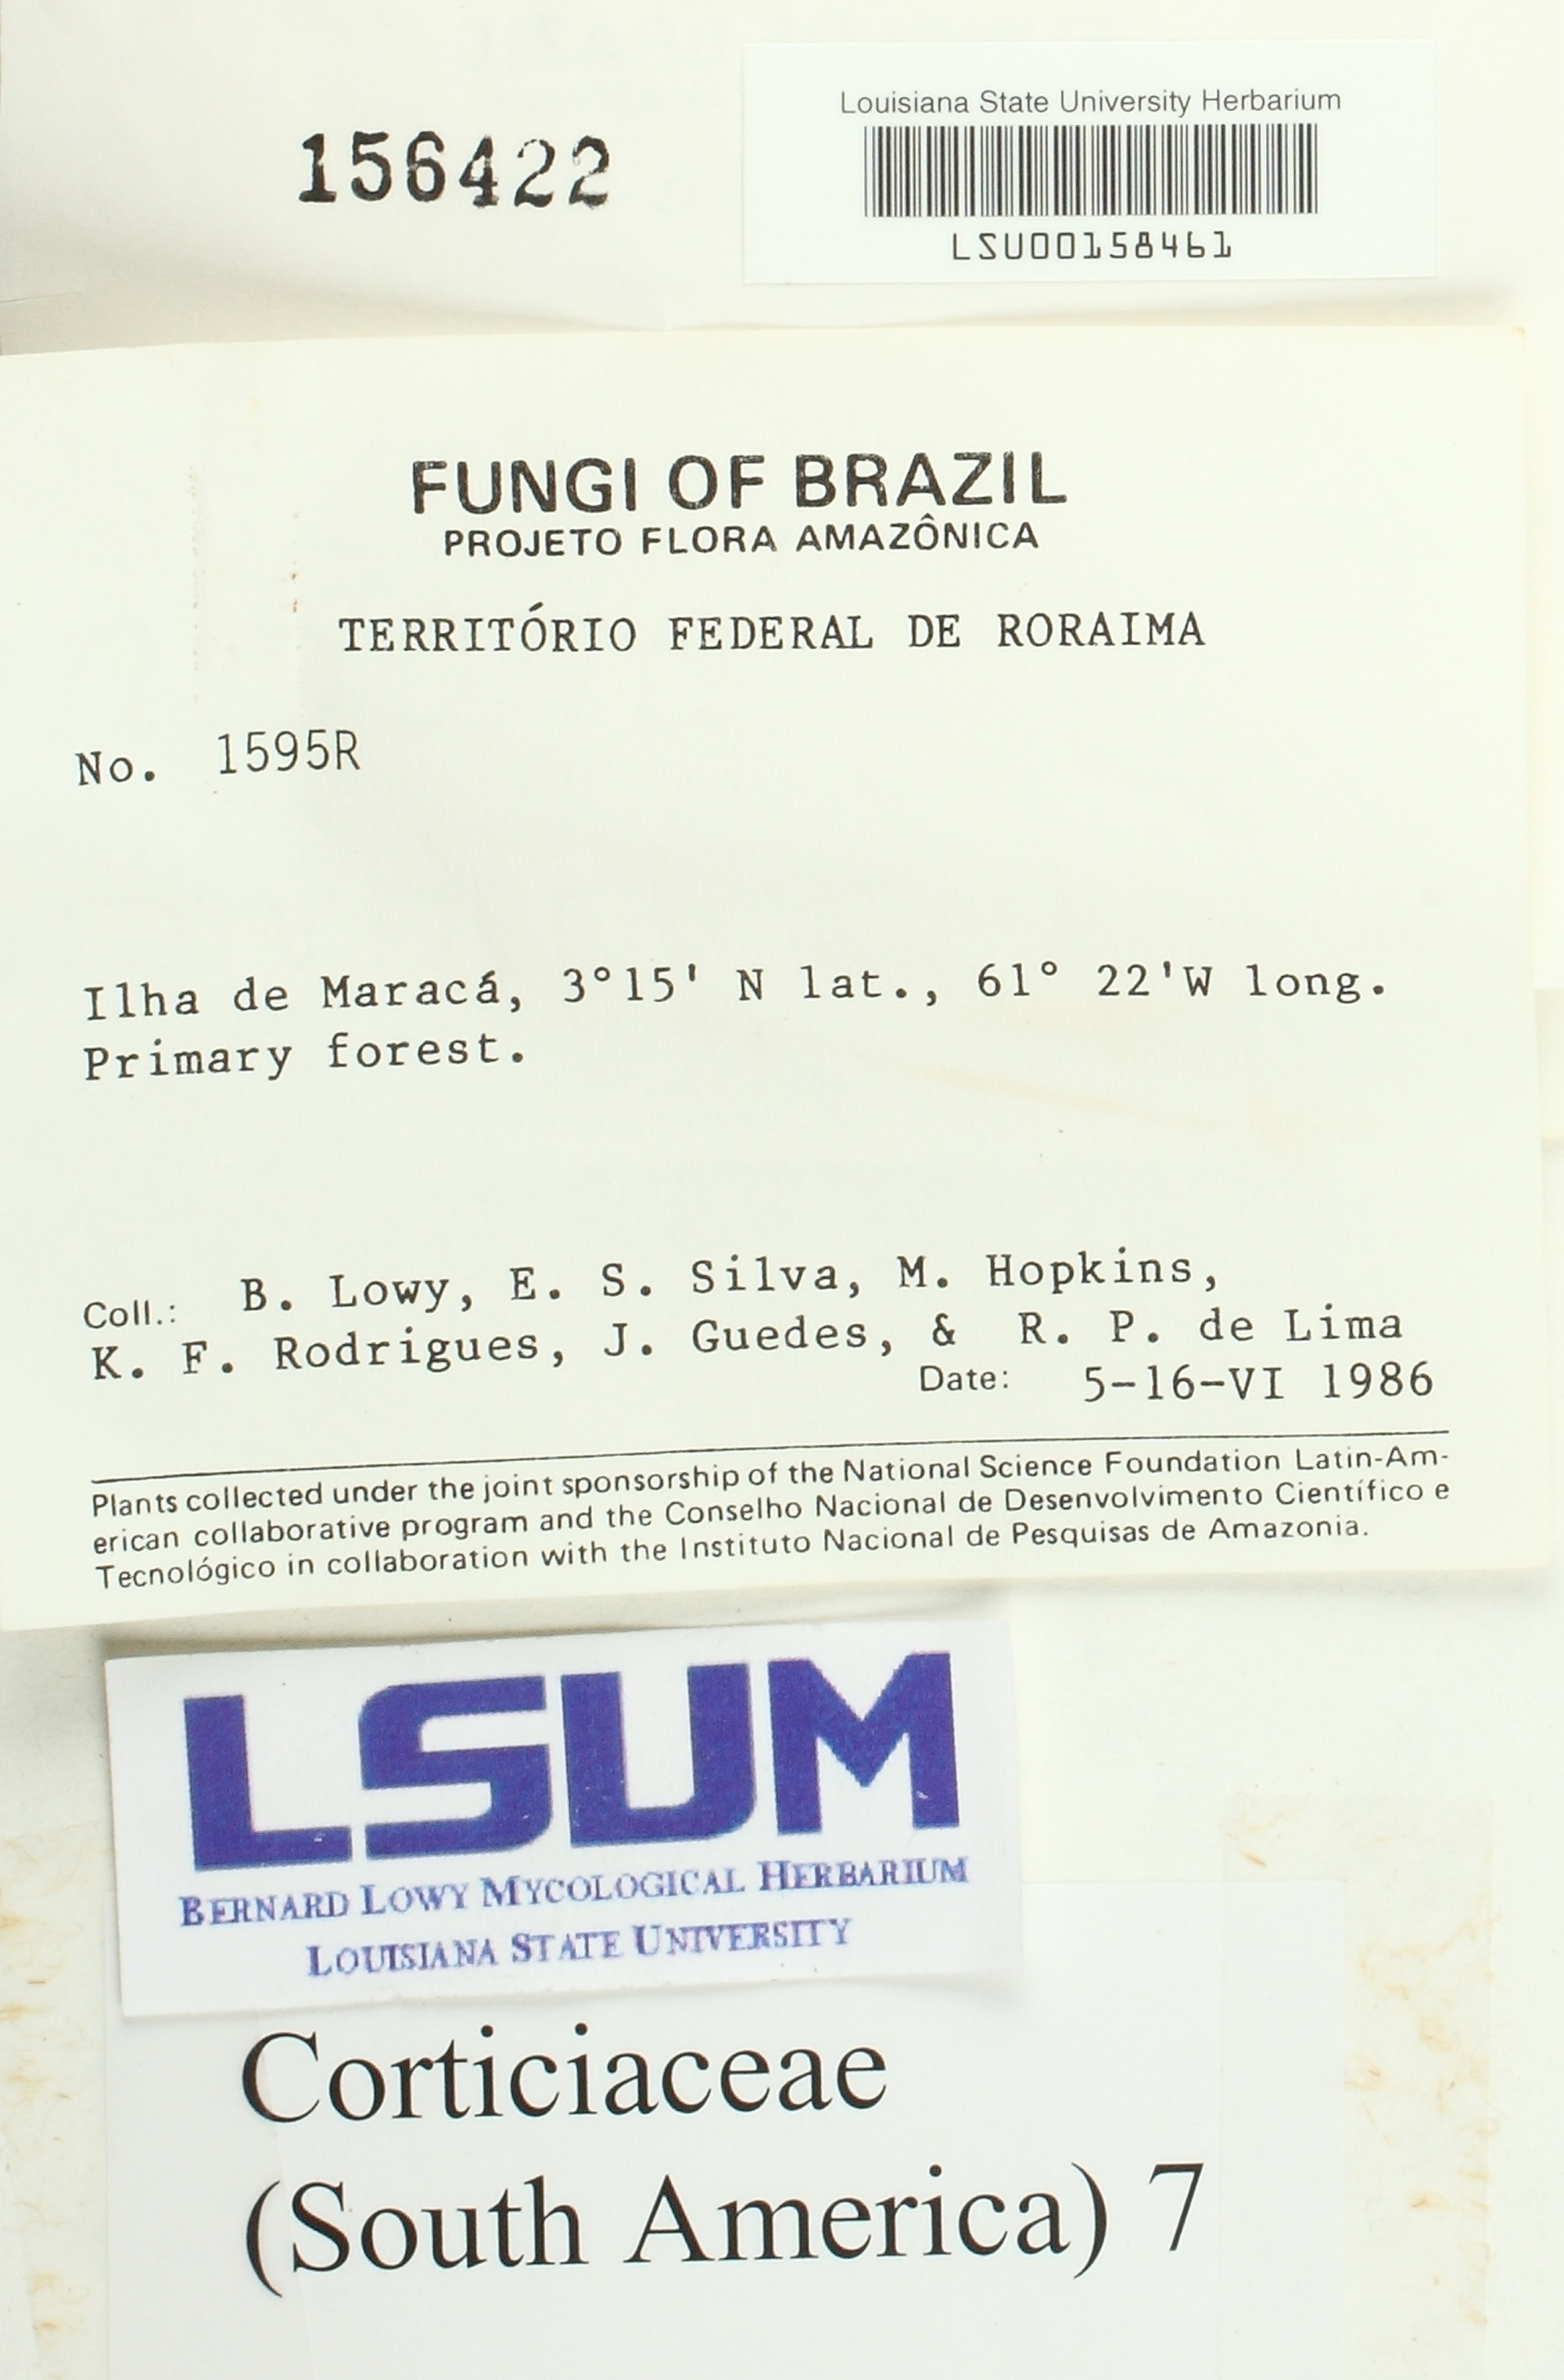 156422
Louisiana State University Herbarium
LSU00158461
FUNGI OF BRAZIL
PROJETO FLORA AMAZÔNICA
TERRITÓRIO FEDERAL DE RORAIMA
No. 1595R
Ilha de Maracá, 3°15' N lat., 61° 22'W long.
Primary forest.
Coll.: B. Lowy, E. S. Silva, M. Hopkins,
K. F. Rodrigues, J. Guedes, & R. P. de Lima
Date: 5-16-VI 1986
Plants collected under the joint sponsorship of the National Science Foundation Latin-Am-
erican collaborative program and the Conselho Nacional de Desenvolvimento Científico e
Tecnológico in collaboration with the Instituto Nacional de Pesquisas de Amazonia.
LSUM
BERNARD LOWY MYCOLOGICAL HERBARIUM
LOUISIANA STATE UNIVERSITY
Corticiaceae
(South America) 7